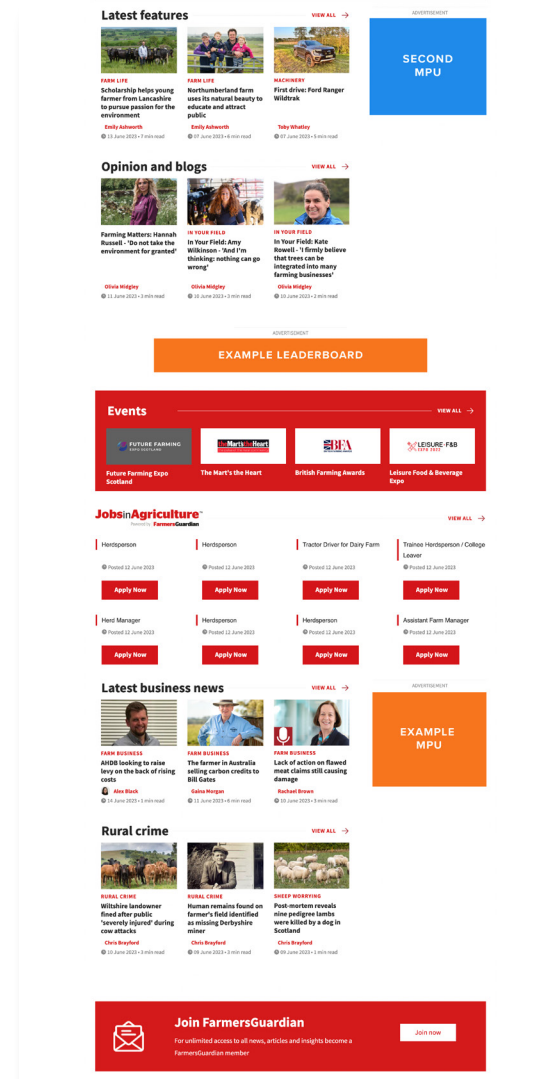 Latest features
VIEW ALL
ADVERTISEMENT
SECOND
MPU
FARM LIFE
Scholarship helps young
farmer from Lancashire
to pursue passion for the
environment
Emily Ashworth
13 June 2023 • 7 min read
FARM LIFE
Northumberland farm
uses its natural beauty to
educate and attract
public
Emily Ashworth
07 June 2023 • 6 min read
MACHINERY
First drive: Ford Ranger
Wildtrak
Toby Whatley
07 June 2023 • 5 min read
Opinion and blogs
VIEW ALL
Farming Matters: Hannah
Russell - 'Do not take the
environment for granted'
Olivia Midgley
11 June 2023 • 3 min read
IN YOUR FIELD
In Your Field: Amy
Wilkinson - 'And I'm
thinking: nothing can go
wrong'
Olivia Midgley
10 June 2023 • 3 min read
IN YOUR FIELD
In Your Field: Kate
Rowell - 'I firmly believe
that trees can be
integrated into many
farming businesses'
Olivia Midgley
10 June 2023 • 2 min read
ADVERTISEMENT
EXAMPLE LEADERBOARD
Events
VIEW ALL
FUTURE FARMING
EXPO SCOTLAND
Future Farming Expo
Scotland
the Mart's the Heart
The Mart's the Heart
BFA
British Farming Awards
LEISURE F&B
EXPO 2023
Leisure Food & Beverage
Expo
JobsinAgriculture™
Powered by FarmersGuardian
VIEW ALL
Herdsperson
Posted 12 June 2023
Apply Now
Herdsperson
Posted 12 June 2023
Apply Now
Tractor Driver for Dairy Farm
Posted 12 June 2023
Apply Now
Trainee Herdsperson / College
Leaver
Posted 12 June 2023
Apply Now
Herd Manager
Posted 12 June 2023
Apply Now
Herdsperson
Posted 12 June 2023
Apply Now
Herdsperson
Posted 12 June 2023
Apply Now
Assistant Farm Manager
Posted 12 June 2023
Apply Now
Latest business news
VIEW ALL
ADVERTISEMENT
EXAMPLE
MPU
FARM BUSINESS
AHDB looking to raise
levy on the back of rising
costs
Alex Black
14 June 2023 • 1 min read
FARM BUSINESS
The farmer in Australia
selling carbon credits to
Bill Gates
Gaina Morgan
11 June 2023 • 6 min read
FARM BUSINESS
Lack of action on flawed
meat claims still causing
damage
Rachael Brown
10 June 2023 • 3 min read
Rural crime
VIEW ALL
RURAL CRIME
Wiltshire landowner
fined after public
'severely injured' during
cow attacks
Chris Brayford
10 June 2023 • 3 min read
RURAL CRIME
Human remains found on
farmer's field identified
as missing Derbyshire
miner
Chris Brayford
09 June 2023 • 3 min read
SHEEP WORRYING
Post-mortem reveals
nine pedigree lambs
were killed by a dog in
Scotland
Chris Brayford
09 June 2023 • 1 min read
Join FarmersGuardian
For unlimited access to all news, articles and insights become a
FarmersGuardian member
Join now